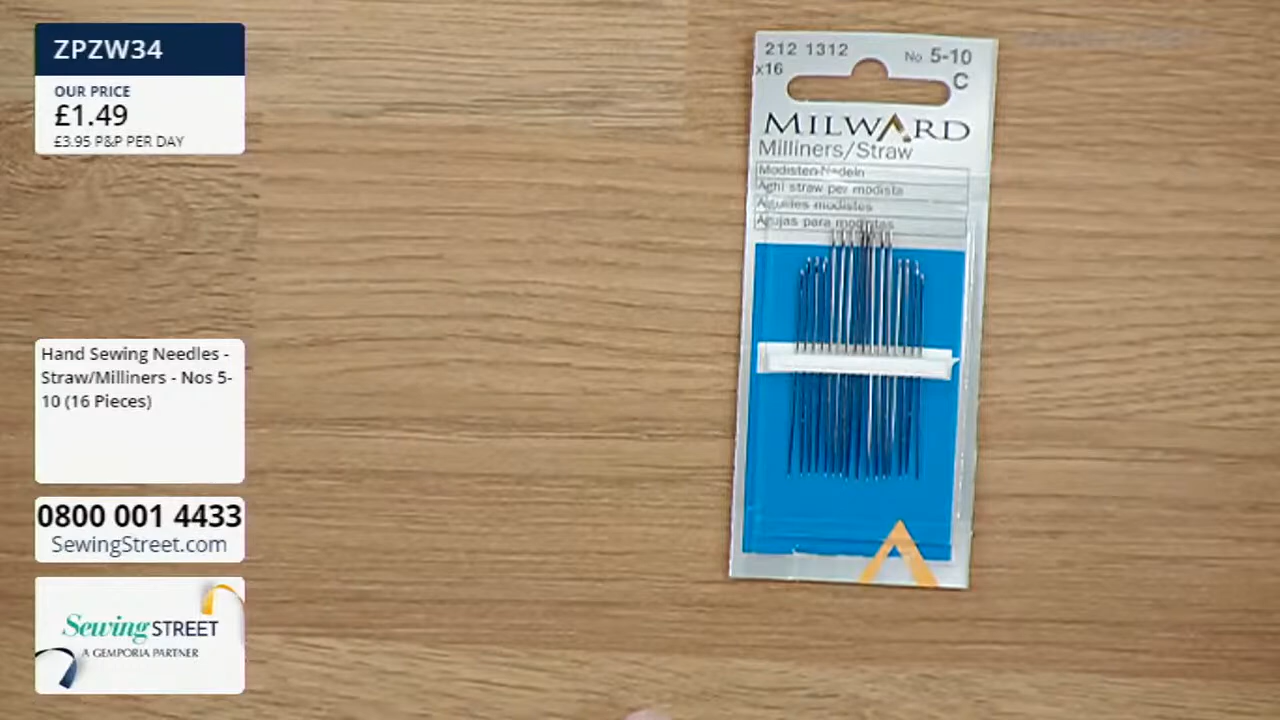 ZPZW34
OUR PRICE
£1.49
£3.95 P&P PER DAY
Hand Sewing Needles -
Straw/Milliners - Nos 5-
10 (16 Pieces)
0800 001 4433
SewingStreet.com
Sewing STREET
A GEMPORIA PARTNER
212 1312
No. 5-10
x16
C
MILWARD
Milliners/Straw
Modisten-Nadeln
Aghi straw per modista
Aiguilles modistes
Agujas para modistas